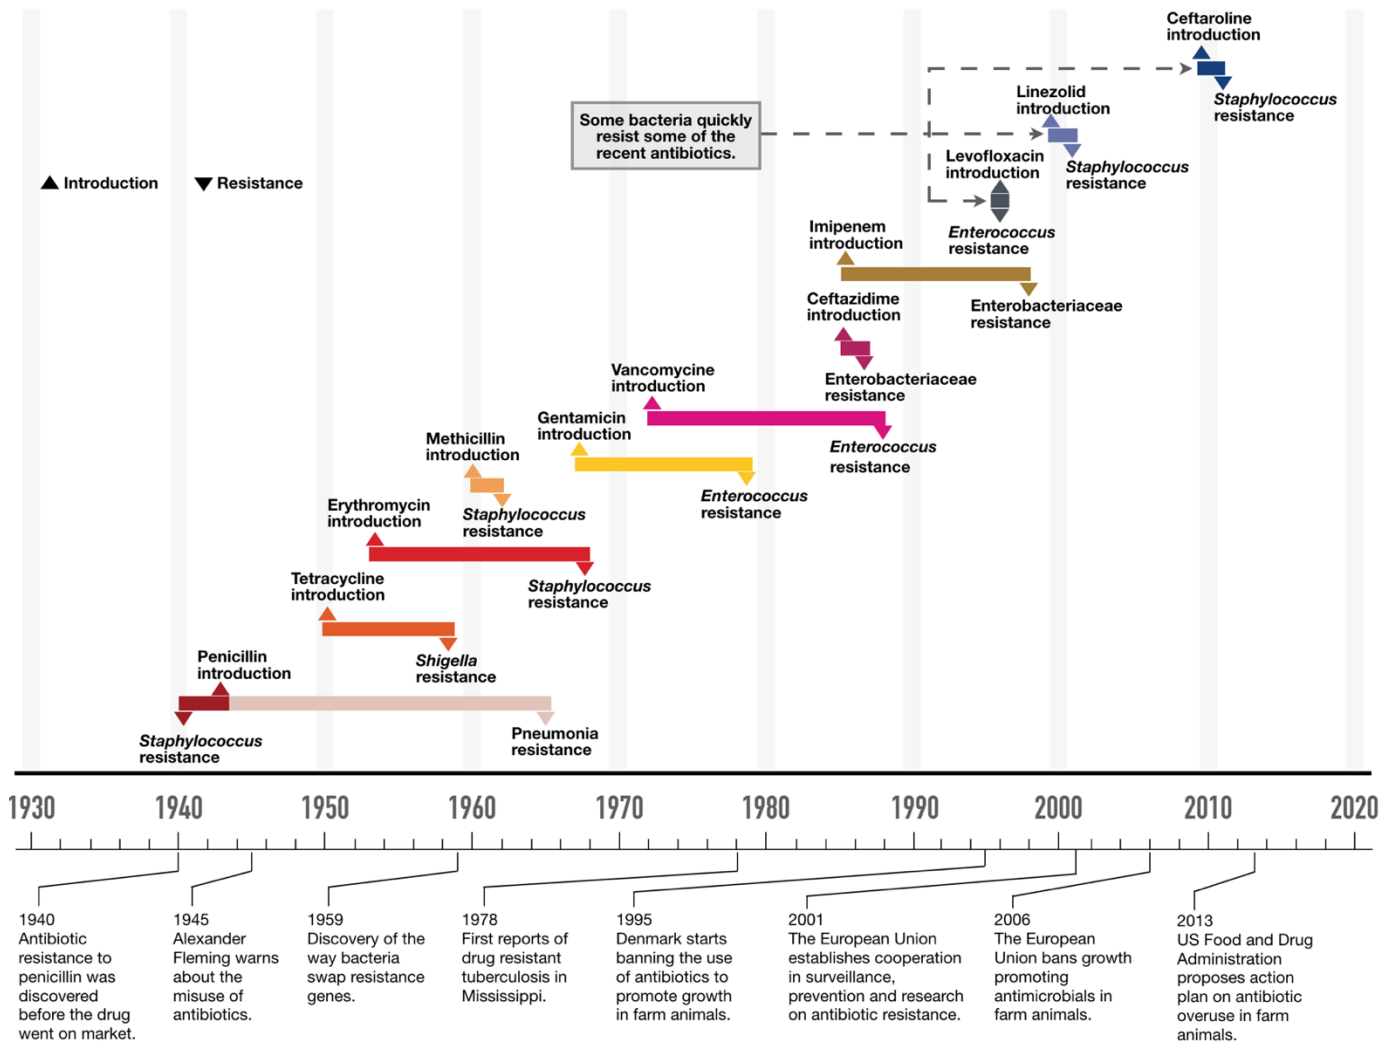 Ceftaroline
introduction
Staphylococcus
resistance
Linezolid
introduction
Staphylococcus
resistance
Some bacteria quickly
resist some of the
recent antibiotics.
Levofloxacin
introduction
Enterococcus
resistance
Introduction
Resistance
Imipenem
introduction
Enterobacteriaceae
resistance
Ceftazidime
introduction
Enterobacteriaceae
resistance
Vancomycine
introduction
Enterococcus
resistance
Gentamicin
introduction
Enterococcus
resistance
Methicillin
introduction
Staphylococcus
resistance
Erythromycin
introduction
Staphylococcus
resistance
Tetracycline
introduction
Shigella
resistance
Penicillin
introduction
Staphylococcus
resistance
Pneumonia
resistance
1930 1940 1950 1960 1970 1980 1990 2000 2010 2020
1940
Antibiotic
resistance to
penicillin was
discovered
before the drug
went on market.
1945
Alexander
Fleming warns
about the
misuse of
antibiotics.
1959
Discovery of the
way bacteria
swap resistance
genes.
1978
First reports of
drug resistant
tuberculosis in
Mississippi.
1995
Denmark starts
banning the use
of antibiotics to
promote growth
in farm animals.
2001
The European Union
establishes cooperation
in surveillance,
prevention and research
on antibiotic resistance.
2006
The European
Union bans growth
promoting
antimicrobials in
farm animals.
2013
US Food and Drug
Administration
proposes action
plan on antibiotic
overuse in farm
animals.